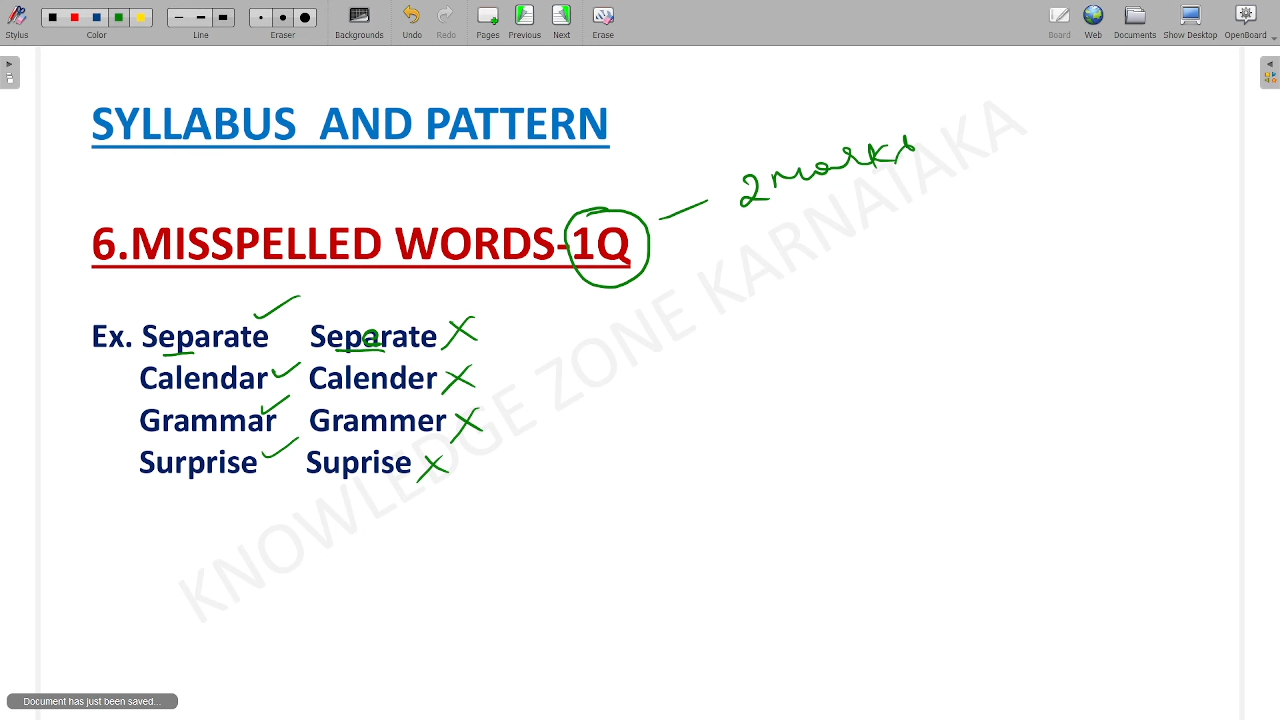 Stylus Color Line Eraser Backgrounds Undo Redo Pages Previous Next Erase Board Web Documents Show Desktop OpenBoard
SYLLABUS AND PATTERN
2 marks
6.MISSPELLED WORDS-1Q
Ex. Separate Separate
Calendar Calender
Grammar Grammer
Surprise Suprise
KNOWLEDGE ZONE KARNATAKA
Document has just been saved...